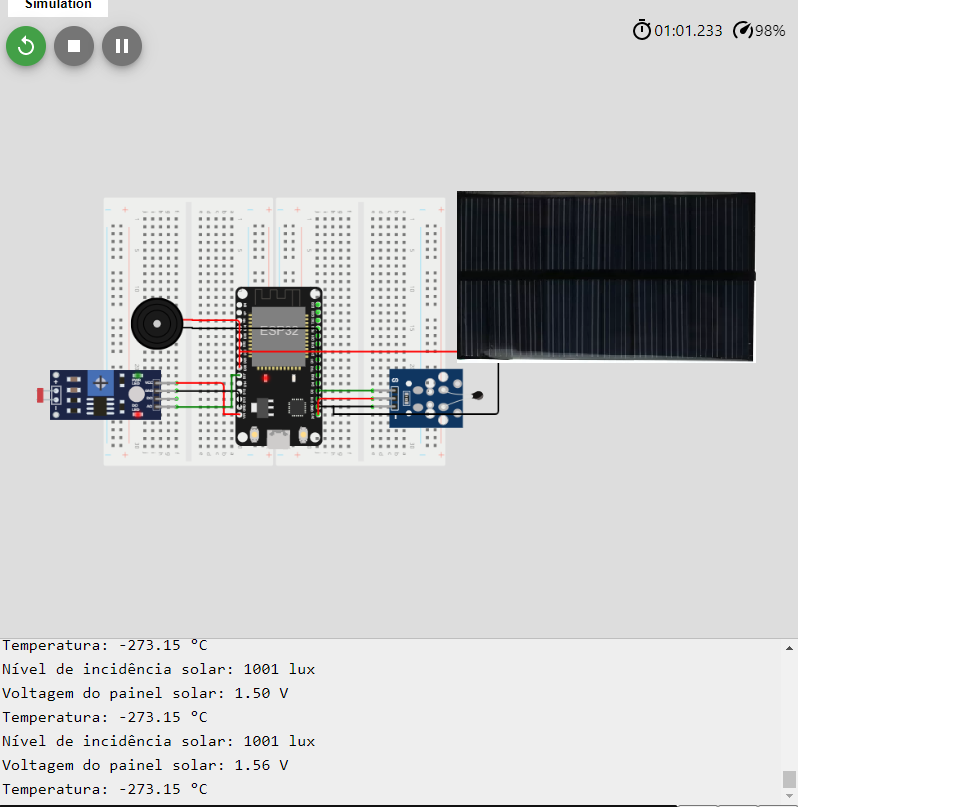 Simulation
01:01.233 98%
ESP32
S
Temperatura: -273.15 °C
Nível de incidência solar: 1001 lux
Voltagem do painel solar: 1.50 V
Temperatura: -273.15 °C
Nível de incidência solar: 1001 lux
Voltagem do painel solar: 1.56 V
Temperatura: -273.15 °C